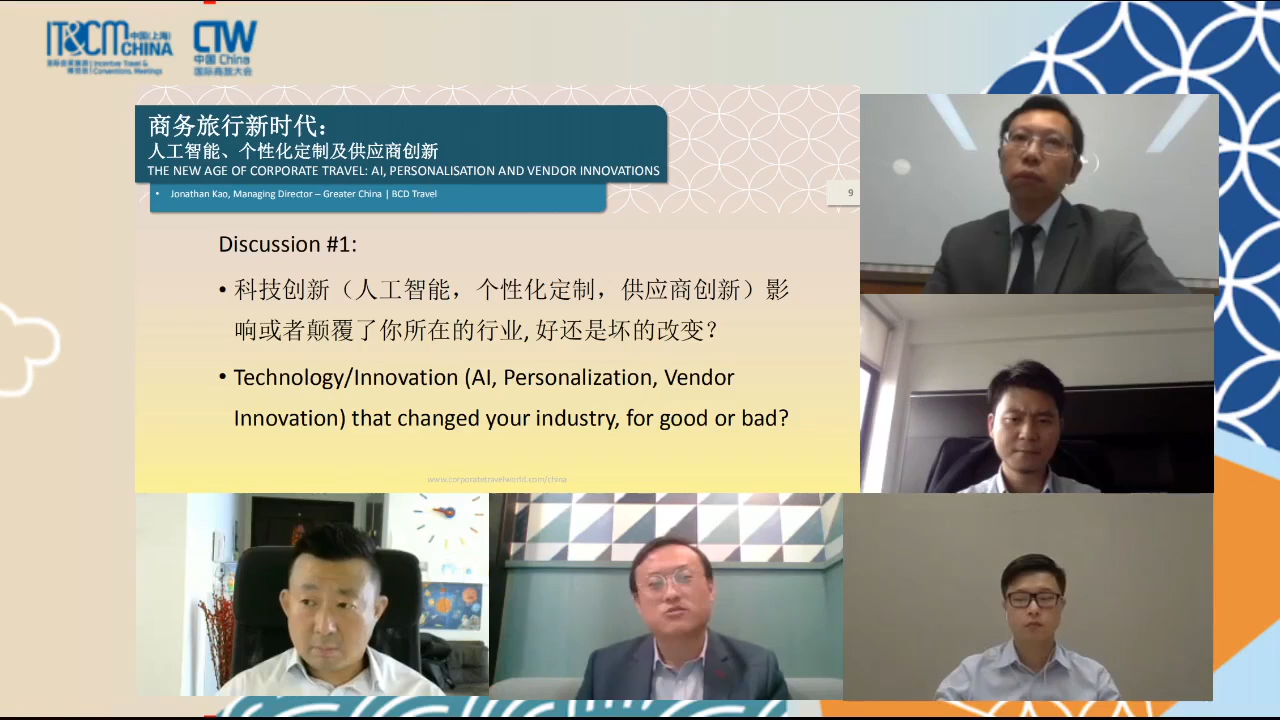 IT&CM 中国(上海) CHINA
国际会奖旅游博览会 Incentive Travel & Conventions, Meetings
CTW
中国 China
国际商旅大会
商务旅行新时代：
人工智能、个性化定制及供应商创新
THE NEW AGE OF CORPORATE TRAVEL: AI, PERSONALISATION AND VENDOR INNOVATIONS
• Jonathan Kao, Managing Director – Greater China | BCD Travel
9
Discussion #1:
• 科技创新（人工智能，个性化定制，供应商创新）影
响或者颠覆了你所在的行业, 好还是坏的改变？
• Technology/Innovation (AI, Personalization, Vendor
Innovation) that changed your industry, for good or bad?
www.corporatetravelworld.com/china